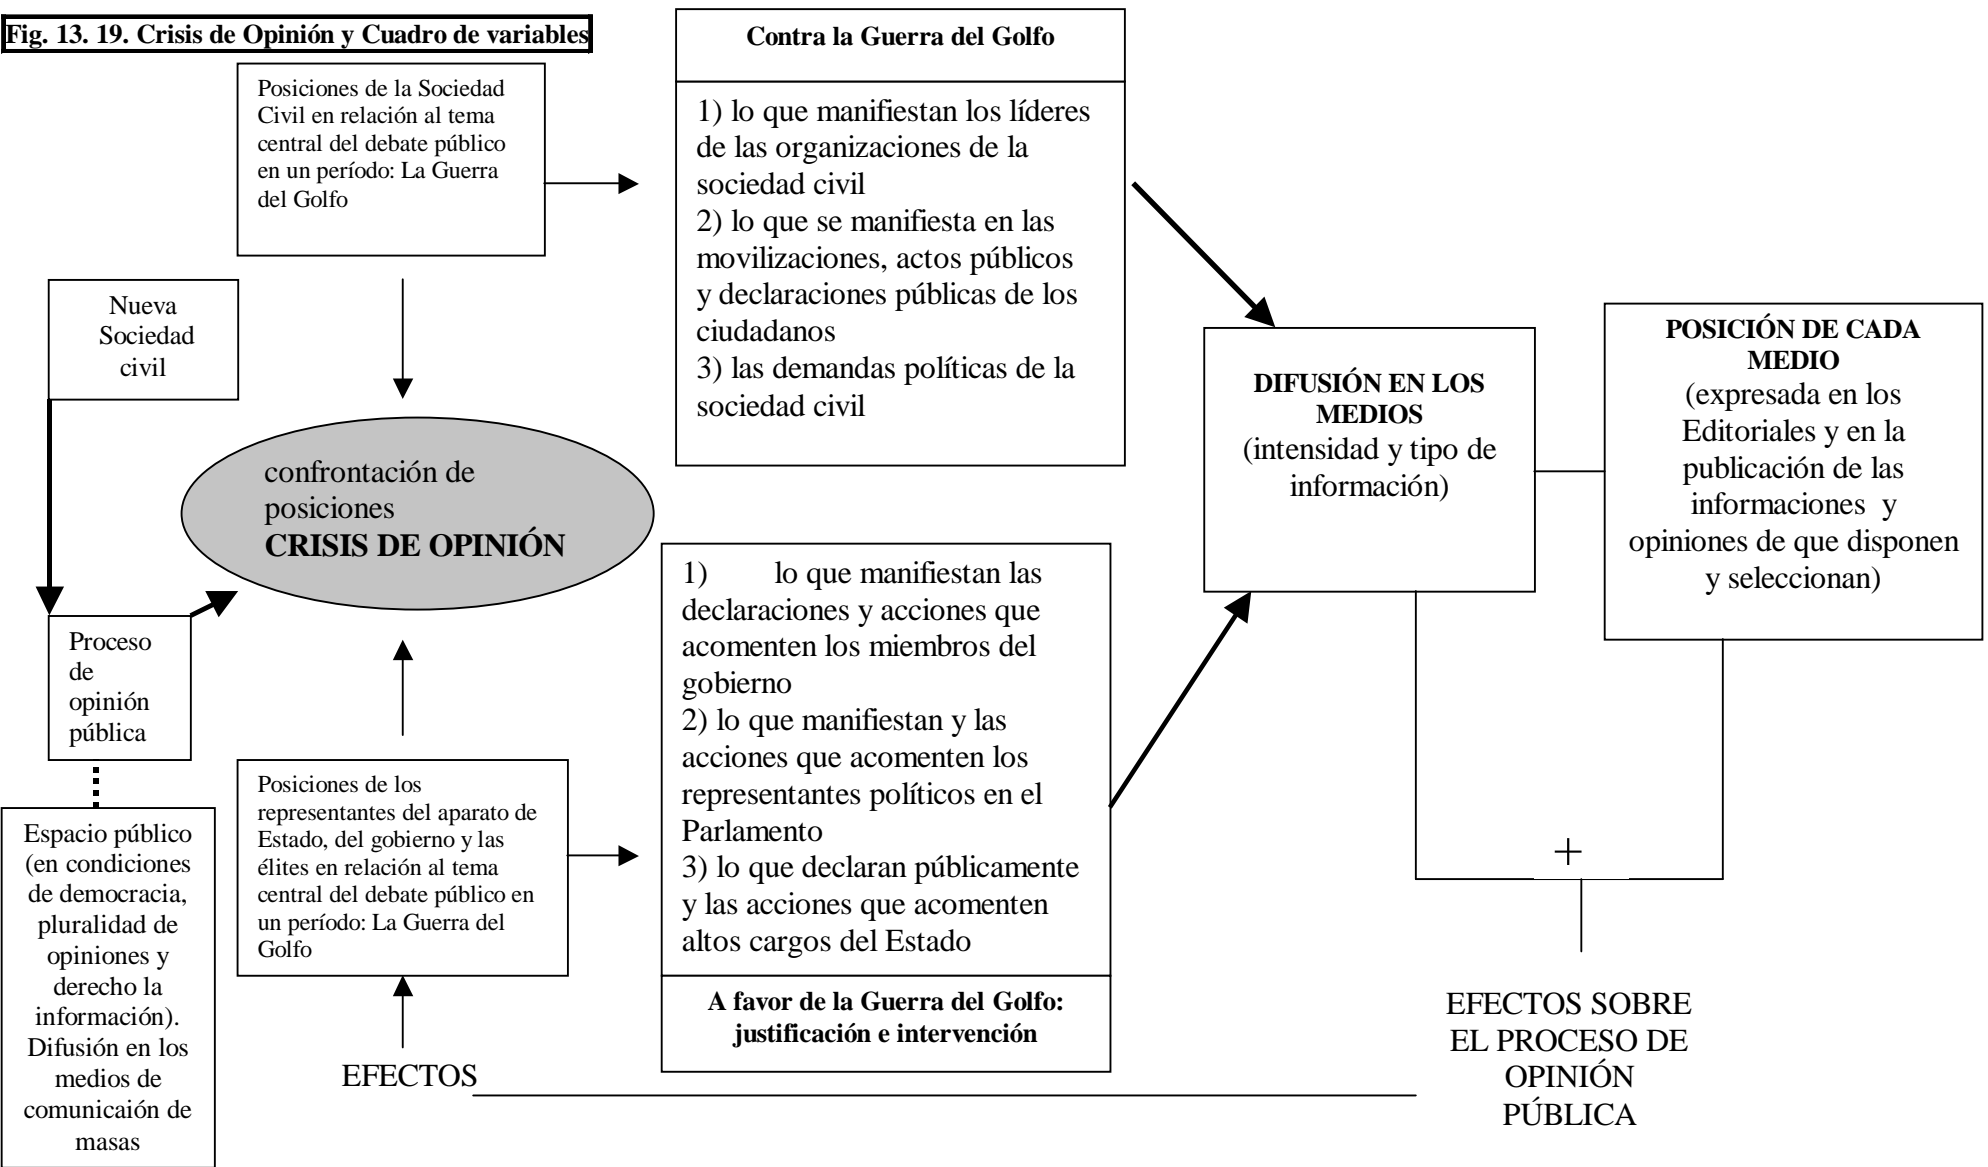 Fig. 13. 19. Crisis de Opinión y Cuadro de variables
Posiciones de la Sociedad
Civil en relación al tema
central del debate público
en un período: La Guerra
del Golfo
Contra la Guerra del Golfo
1) lo que manifiestan los líderes
de las organizaciones de la
sociedad civil
2) lo que se manifiesta en las
movilizaciones, actos públicos
y declaraciones públicas de los
ciudadanos
3) las demandas políticas de la
sociedad civil
Nueva
Sociedad
civil
confrontación de
posiciones
CRISIS DE OPINIÓN
DIFUSIÓN EN LOS
MEDIOS
(intensidad y tipo de
información)
POSICIÓN DE CADA
MEDIO
(expresada en los
Editoriales y en la
publicación de las
informaciones y
opiniones de que disponen
y seleccionan)
Proceso
de
opinión
pública
1) lo que manifiestan las
declaraciones y acciones que
acomenten los miembros del
gobierno
2) lo que manifiestan y las
acciones que acomenten los
representantes políticos en el
Parlamento
3) lo que declaran públicamente
y las acciones que acomenten
altos cargos del Estado
A favor de la Guerra del Golfo:
justificación e intervención
Posiciones de los
representantes del aparato de
Estado, del gobierno y las
élites en relación al tema
central del debate público en
un período: La Guerra del
Golfo
Espacio público
(en condiciones
de democracia,
pluralidad de
opiniones y
derecho la
información).
Difusión en los
medios de
comunicaión de
masas
+
EFECTOS
EFECTOS SOBRE
EL PROCESO DE
OPINIÓN
PÚBLICA